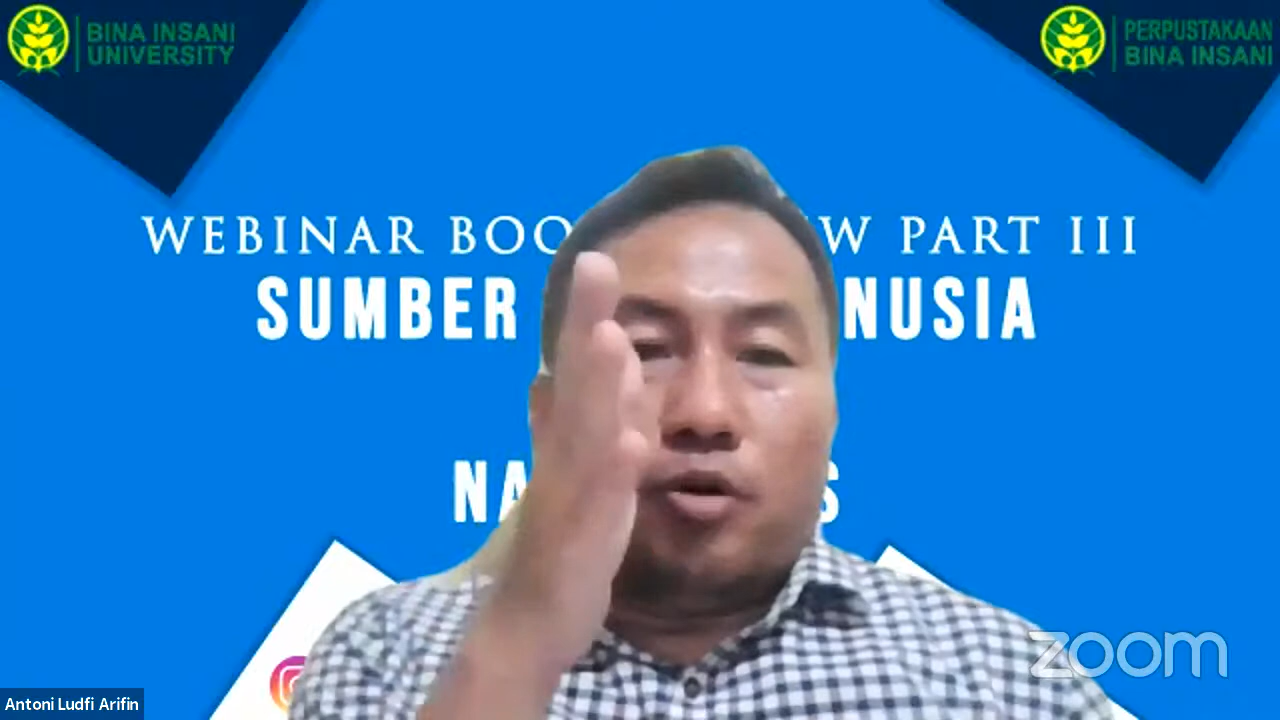 BINA INSANI
UNIVERSITY
PERPUSTAKAAN
BINA INSANI
WEBINAR BOO W PART III
SUMBER NUSIA
NA S
Antoni Ludfi Arifin
zoom